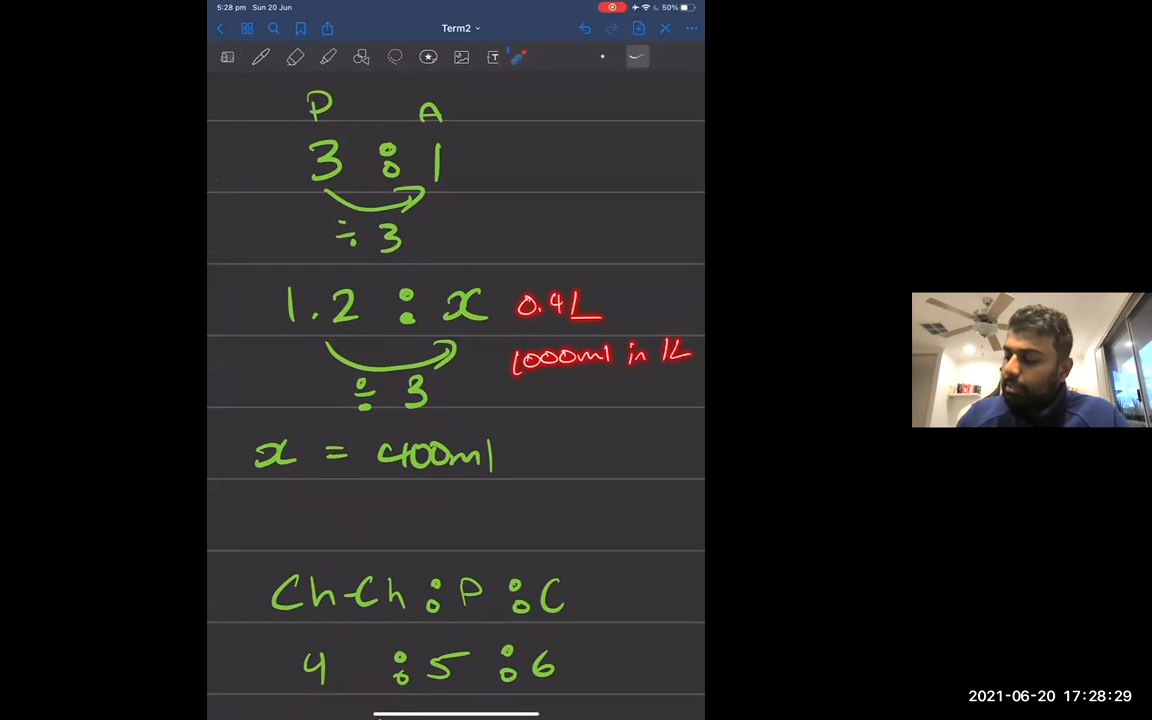 5:28 pm Sun 20 Jun
50%
Term2
P A
3 : 1
÷ 3
1.2 : x 0.4L
1000ml in 1L
÷ 3
x = 400ml
Ch-Ch : P : C
4 : 5 : 6
2021-06-20 17:28:29